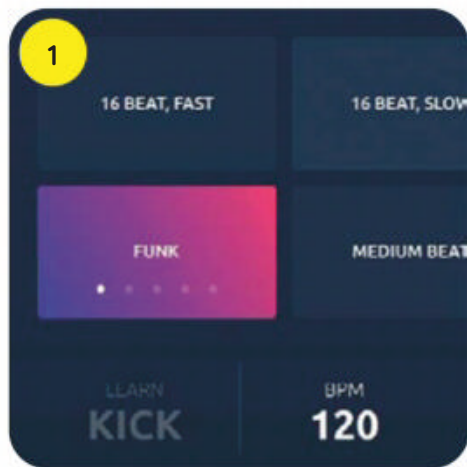 1
16 BEAT, FAST
16 BEAT, SLOW
FUNK
MEDIUM BEAT
LEARN
KICK
BPM
120